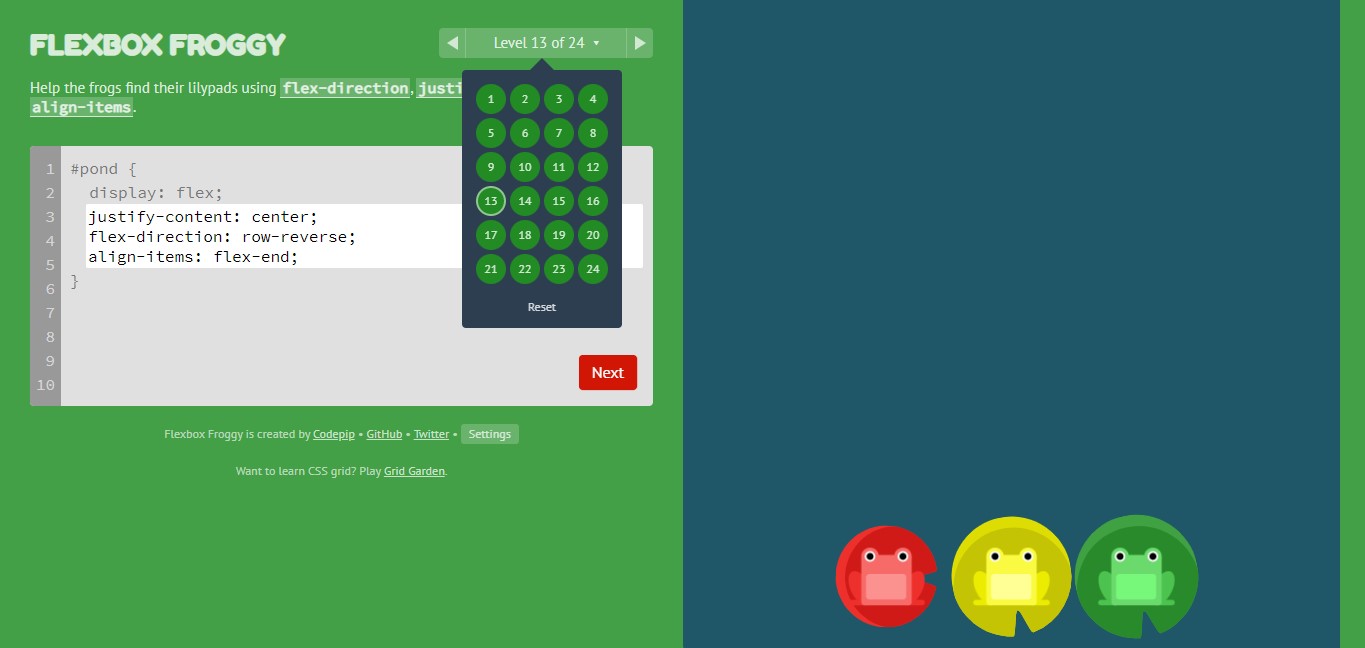 FLEXBOX FROGGY
◀ Level 13 of 24 ▾ ▶
Help the frogs find their lilypads using flex-direction, justi
align-items.
1 2 3 4
5 6 7 8
9 10 11 12
13 14 15 16
17 18 19 20
21 22 23 24
Reset
1 #pond {
2 display: flex;
3 justify-content: center;
4 flex-direction: row-reverse;
5 align-items: flex-end;
6 }
7
8
9
10
Next
Flexbox Froggy is created by Codepip • GitHub • Twitter • Settings
Want to learn CSS grid? Play Grid Garden.